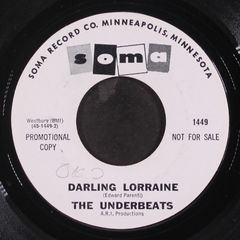 SOMA RECORD CO. MINNEAPOLIS, MINNESOTA
soma
Westbury (BMI)
(45-1449-2)
1449
PROMOTIONAL
COPY
NOT FOR SALE
OKJ
DARLING LORRAINE
(Edward Parenti)
THE UNDERBEATS
A.R.I. Productions